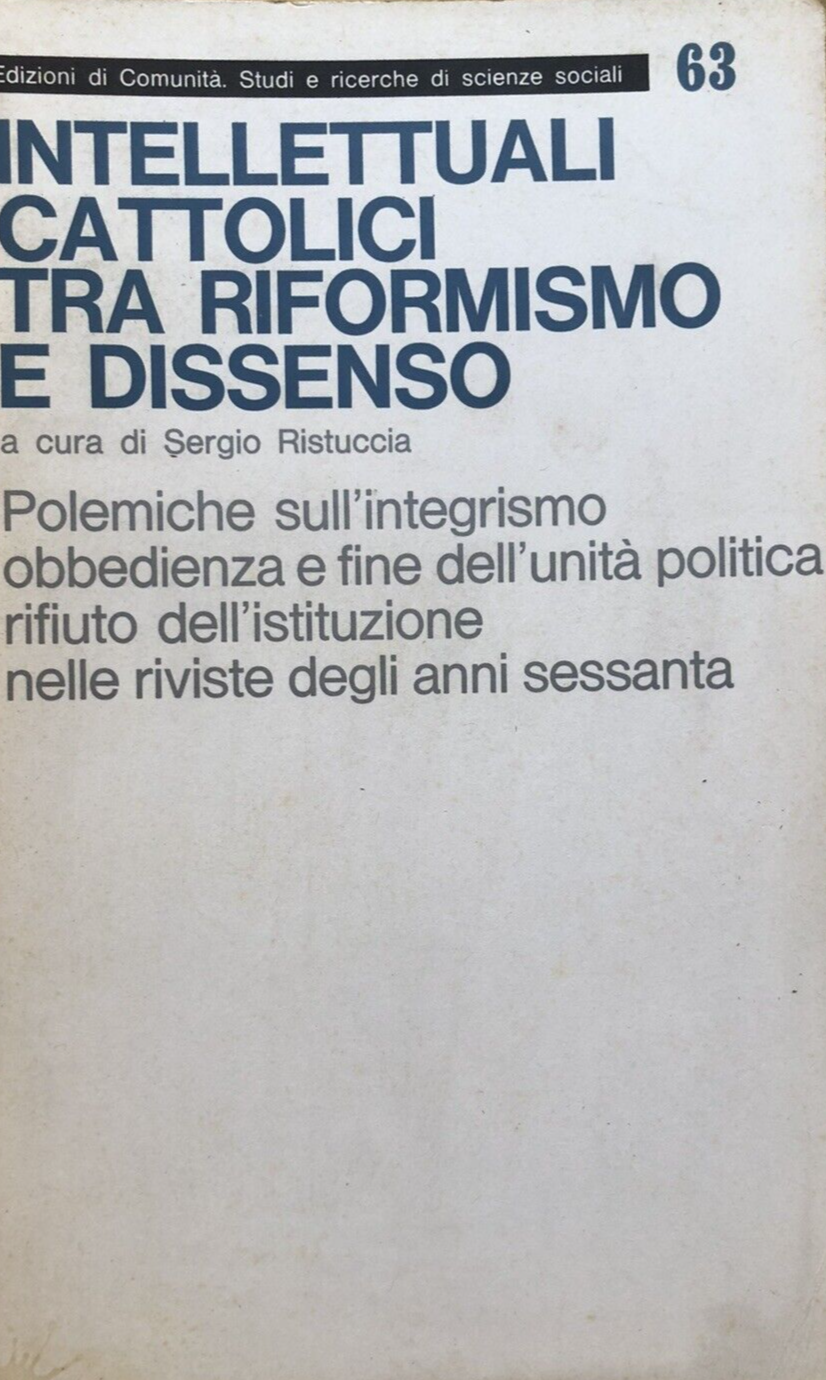 Edizioni di Comunità. Studi e ricerche di scienze sociali 63
INTELLETTUALI
CATTOLICI
TRA RIFORMISMO
E DISSENSO
a cura di Sergio Ristuccia
Polemiche sull'integrismo
obbedienza e fine dell'unità politica
rifiuto dell'istituzione
nelle riviste degli anni sessanta